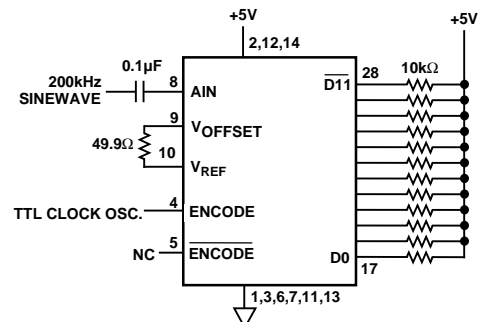 +5V
+5V
2,12,14
0.1µF
8
28
10kΩ
200kHz
SINEWAVE
AIN
D11
9
VOFFSET
49.9Ω
10
VREF
4
TTL CLOCK OSC.
ENCODE
5
NC
ENCODE
D0
17
1,3,6,7,11,13